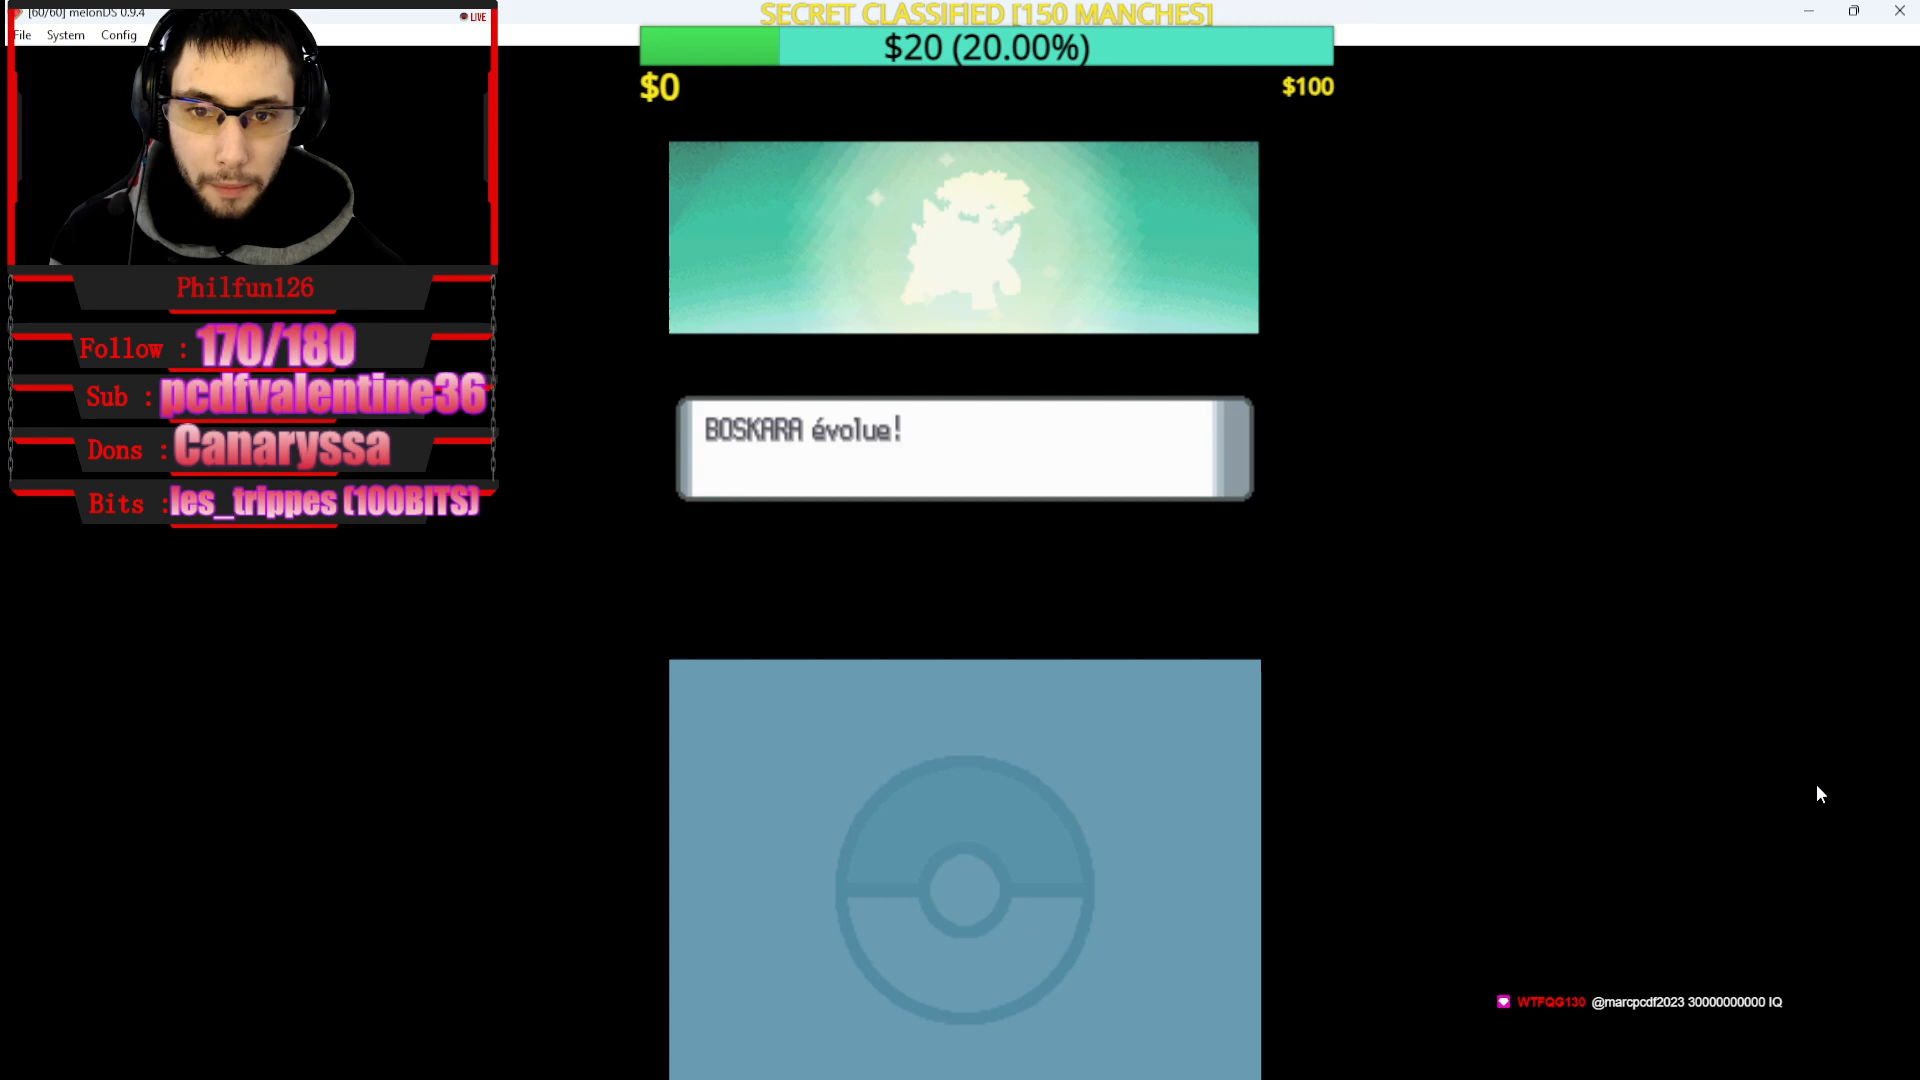 [60/60] melonDS 0.9.4
File System Config
LIVE
SECRET CLASSIFIED [150 MANCHES]
$20 (20.00%)
$0
$100
Philfun126
Follow : 170/180
Sub : pcdfvalentine36
Dons : Canaryssa
Bits : les_trippes (100BITS)
BOSKARA évolue!
WTFQG130 @marcpcdf2023 30000000000 IQ